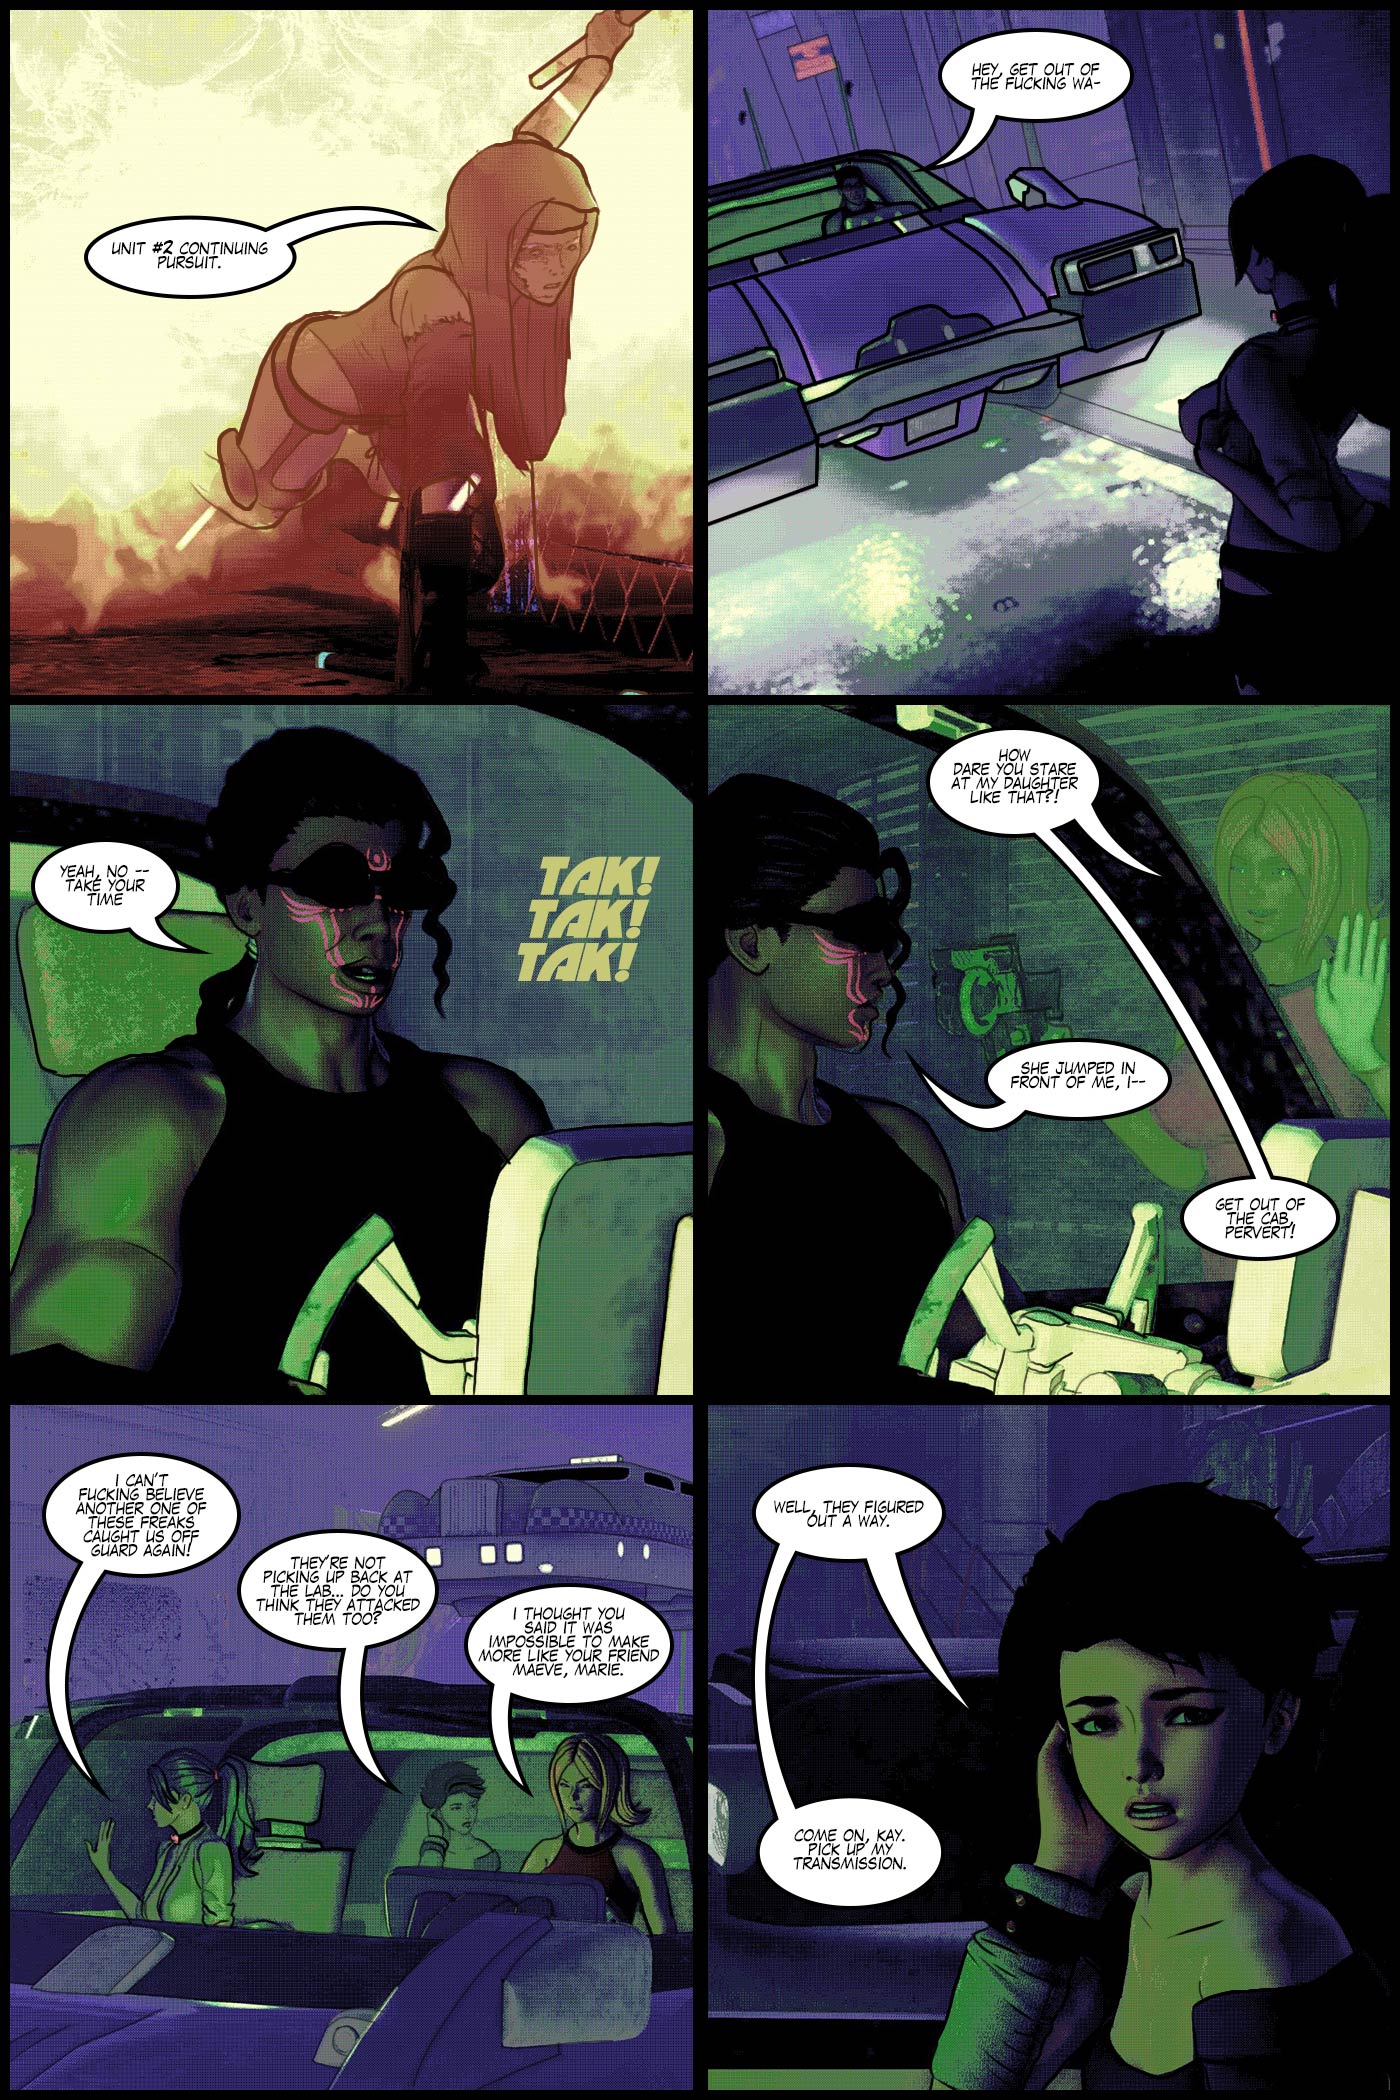 UNIT #2 CONTINUING
PURSUIT.
HEY, GET OUT OF
THE FUCKING WA-
YEAH, NO --
TAKE YOUR
TIME
TAK!
TAK!
TAK!
HOW
DARE YOU STARE
AT MY DAUGHTER
LIKE THAT?!
SHE JUMPED IN
FRONT OF ME, I--
GET OUT OF
THE CAB,
PERVERT!
I CAN'T
FUCKING BELIEVE
ANOTHER ONE OF
THESE FREAKS
CAUGHT US OFF
GUARD AGAIN!
THEY'RE NOT
PICKING UP BACK AT
THE LAB... DO YOU
THINK THEY ATTACKED
THEM TOO?
I THOUGHT YOU
SAID IT WAS
IMPOSSIBLE TO MAKE
MORE LIKE YOUR FRIEND
MAEVE, MARIE.
WELL, THEY FIGURED
OUT A WAY.
COME ON, KAY.
PICK UP MY
TRANSMISSION.